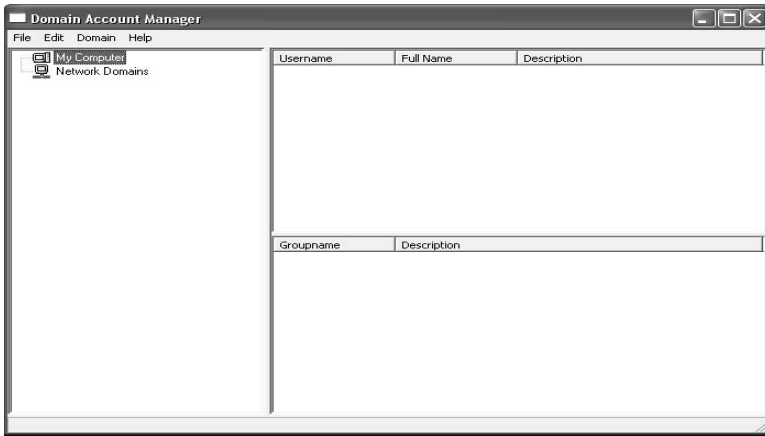 Domain Account Manager
File Edit Domain Help
My Computer
Network Domains
Username Full Name Description
Groupname Description